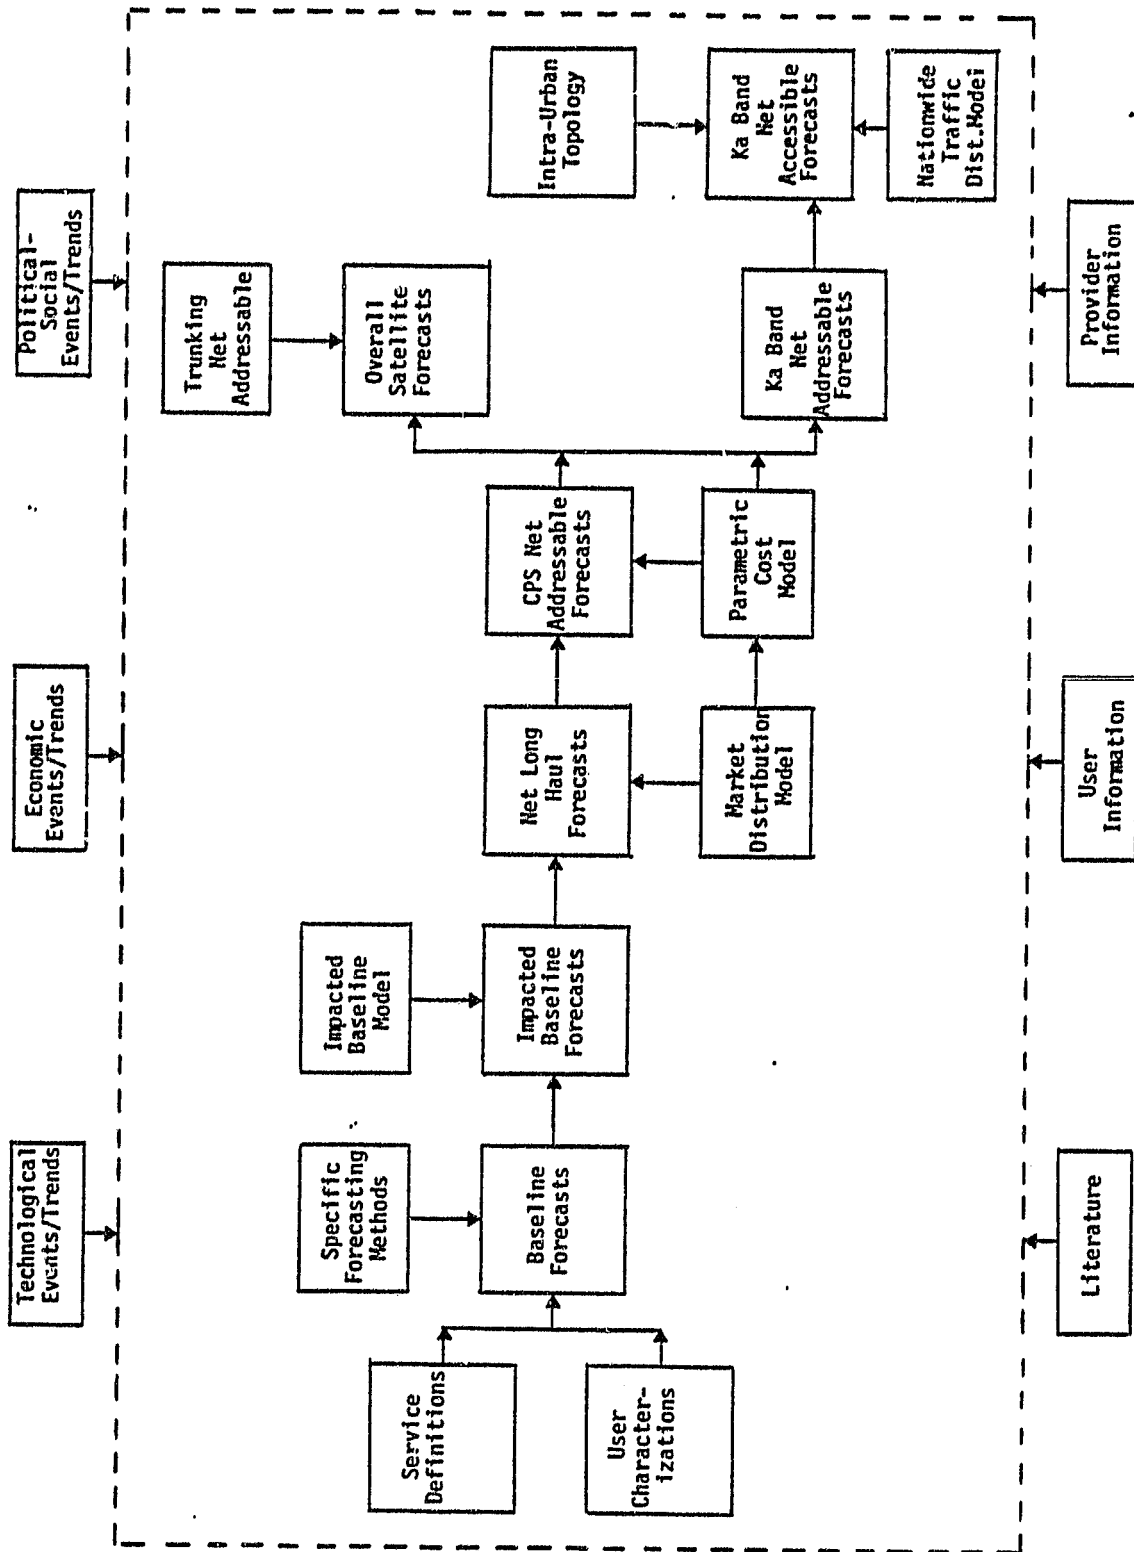 Technological
Events/Trends
Economic
Events/Trends
Political-
Social
Events/Trends
Service
Definitions
User
Character-
izations
Specific
Forecasting
Methods
Baseline
Forecasts
Impacted
Baseline
Model
Impacted
Baseline
Forecasts
Net Long
Haul
Forecasts
Market
Distribution
Model
CPS Net
Addressable
Forecasts
Parametric
Cost
Model
Trunking
Net
Addressable
Overall
Satellite
Forecasts
Ka Band
Net
Addressable
Forecasts
Intra-Urban
Topology
Ka Band
Net
Accessible
Forecasts
Nationwide
Traffic
Dist.Model
Literature
User
Information
Provider
Information